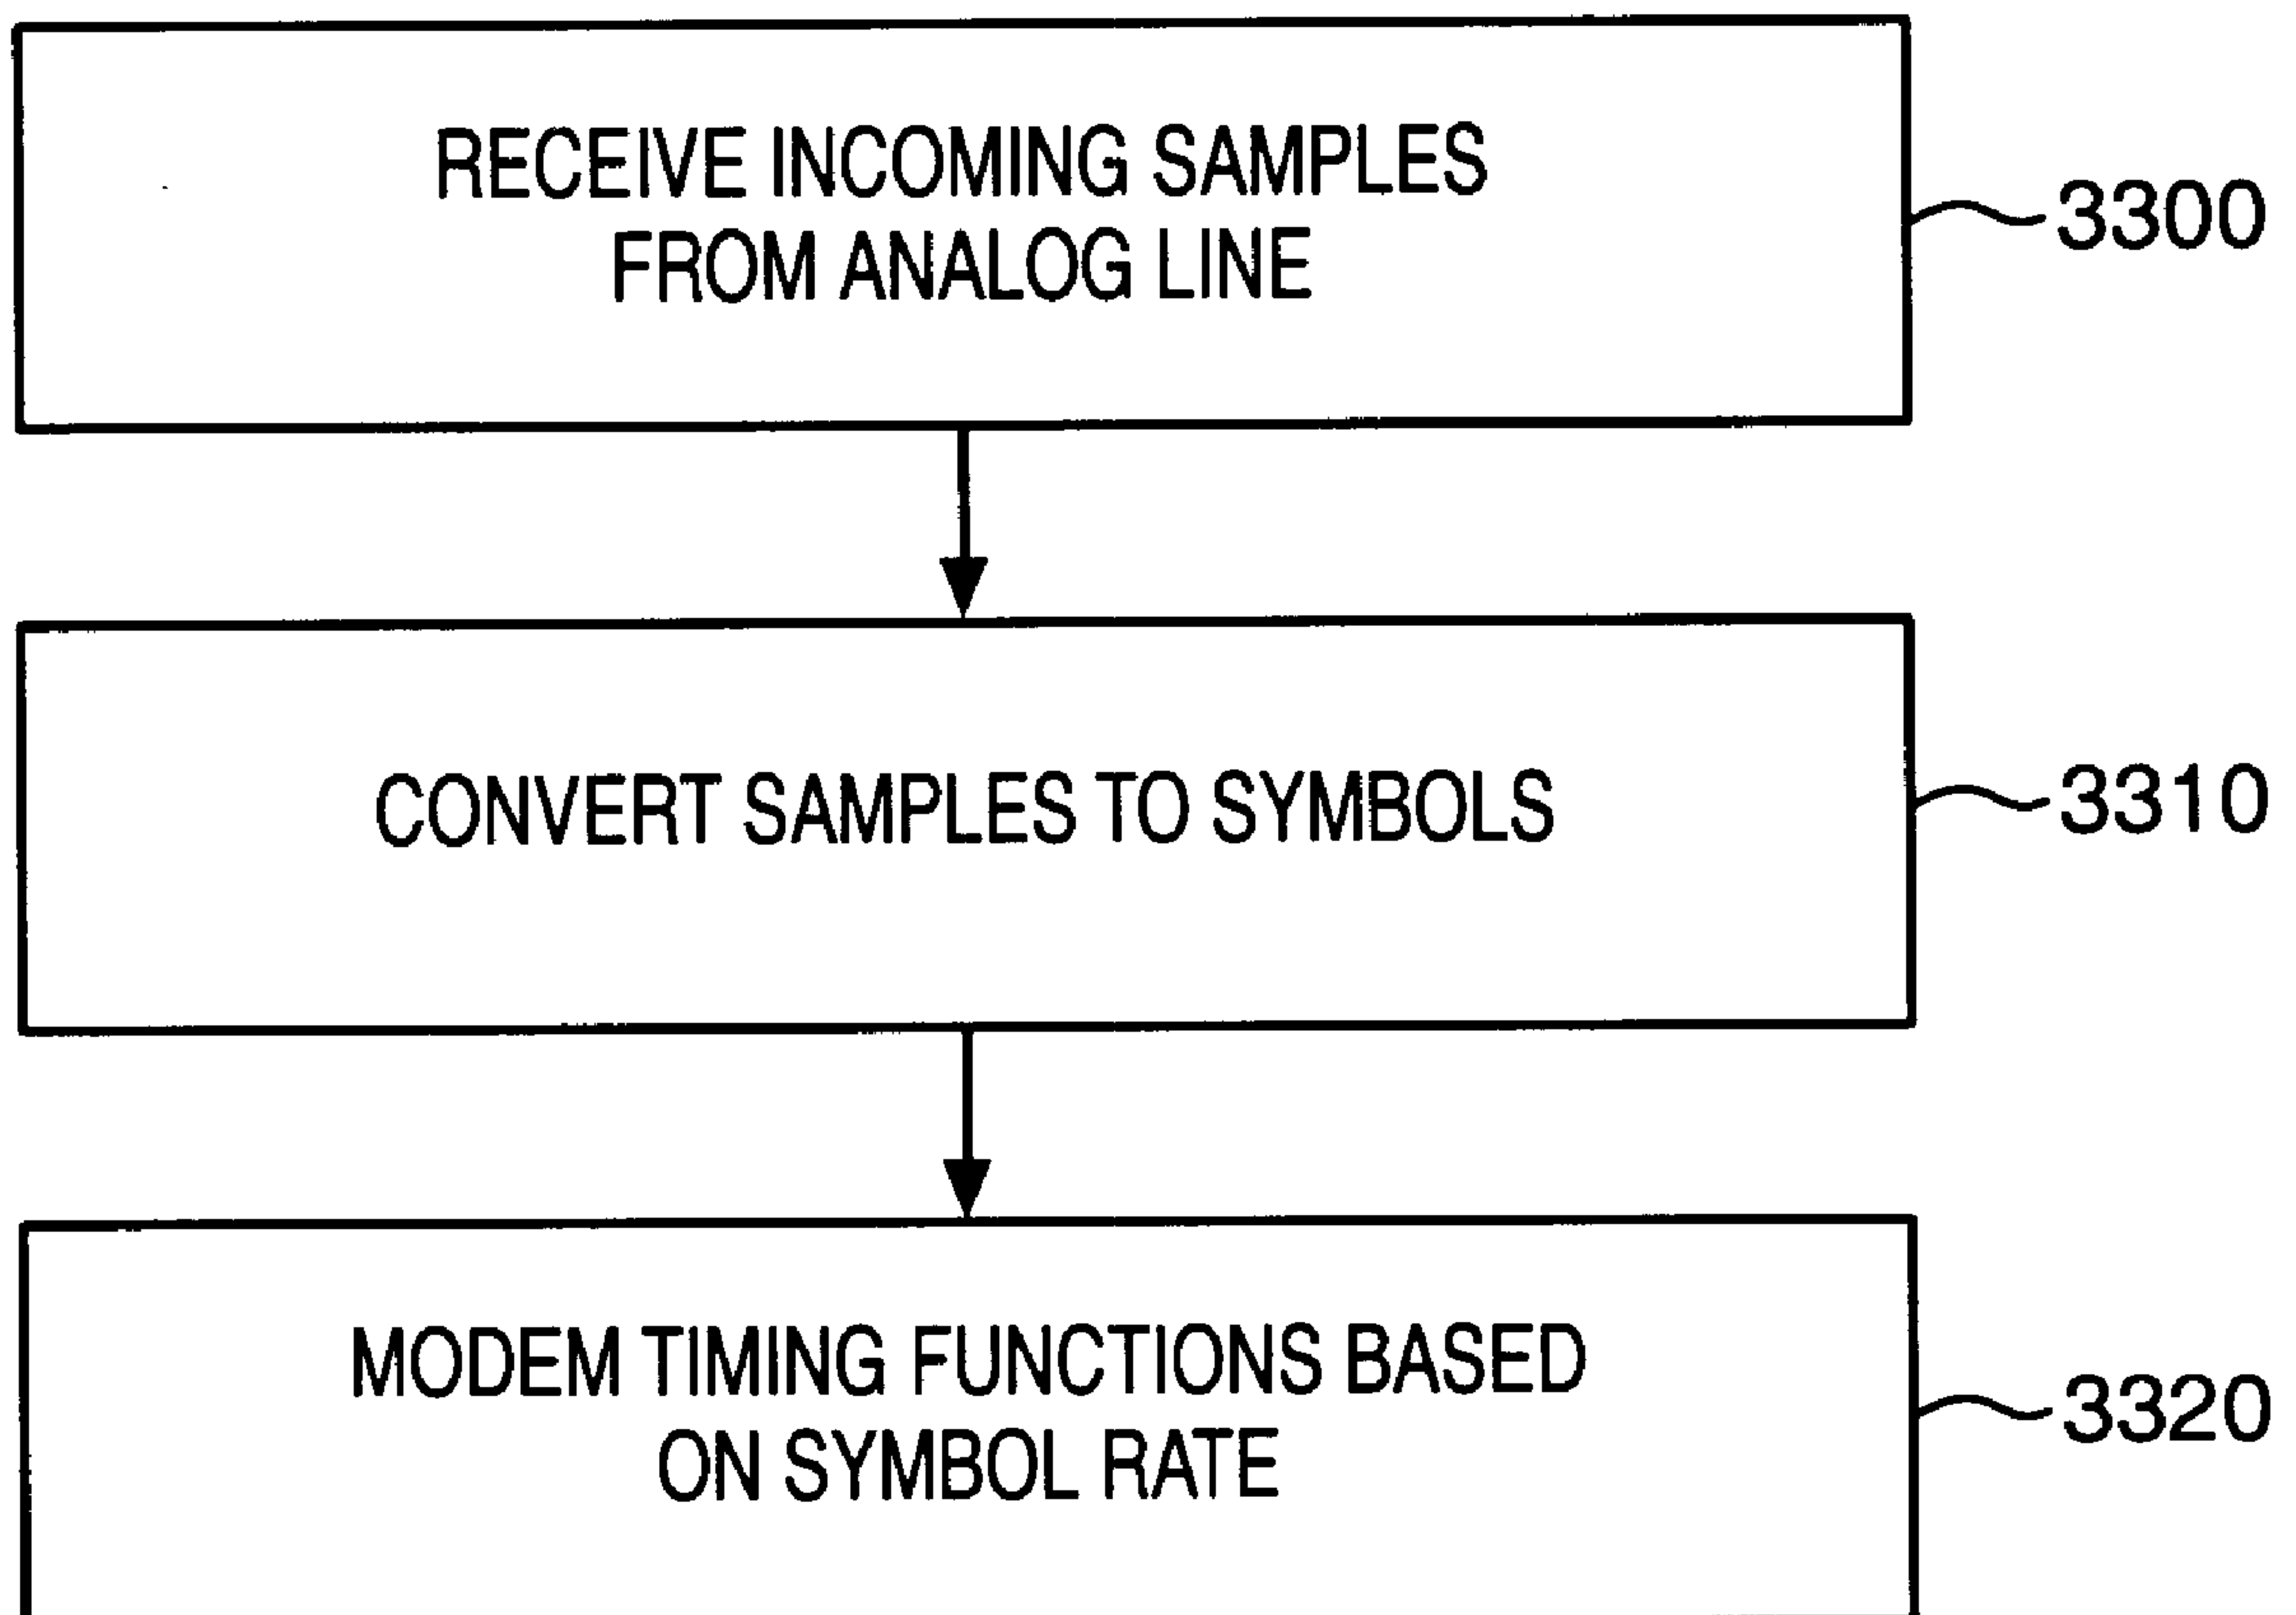 RECEIVE INCOMING SAMPLES
FROM ANALOG LINE
3300
CONVERT SAMPLES TO SYMBOLS
3310
MODEM TIMING FUNCTIONS BASED
ON SYMBOL RATE
3320